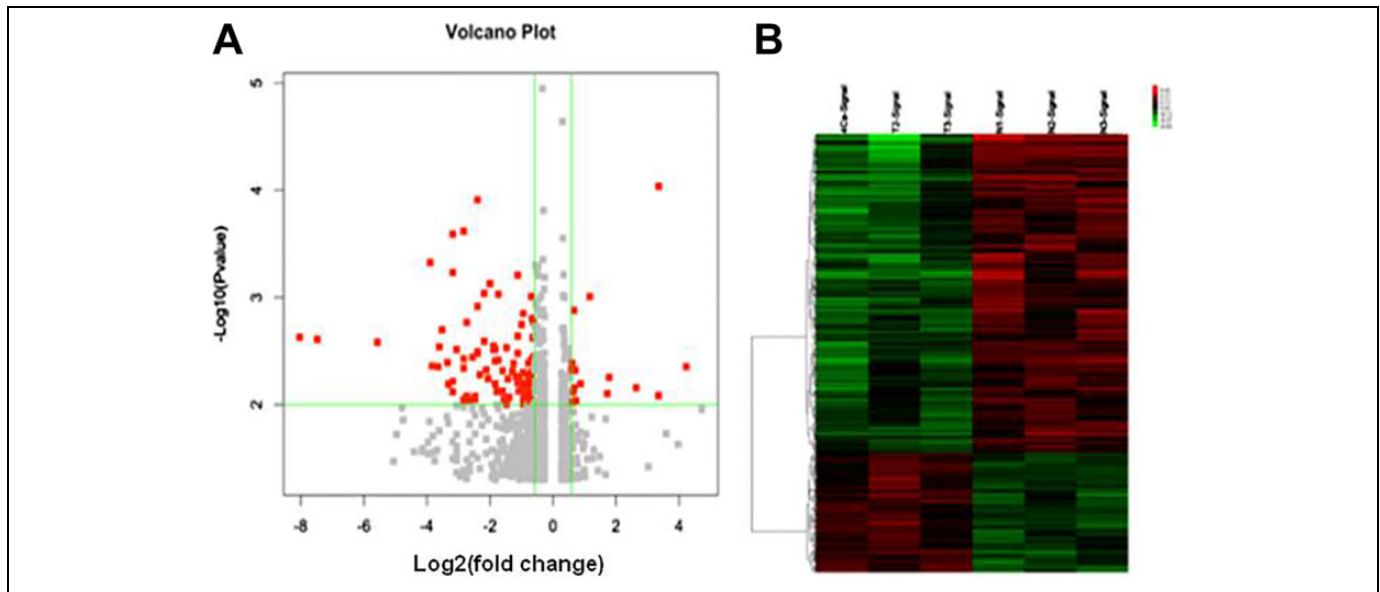 A
Volcano Plot
-Log10(Pvalue)
5
4
3
2
-8 -6 -4 -2 0 2 4
Log2(fold change)
B
T2-Signal
T3-Signal
N1-Signal
N2-Signal
N3-Signal